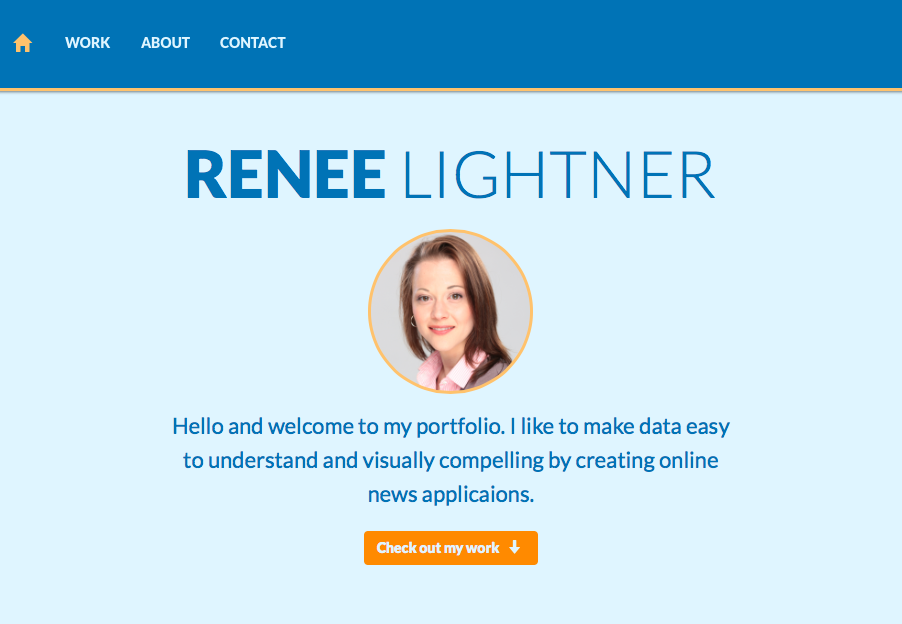 WORK ABOUT CONTACT
RENEE LIGHTNER
Hello and welcome to my portfolio. I like to make data easy
to understand and visually compelling by creating online
news applicaions.
Check out my work